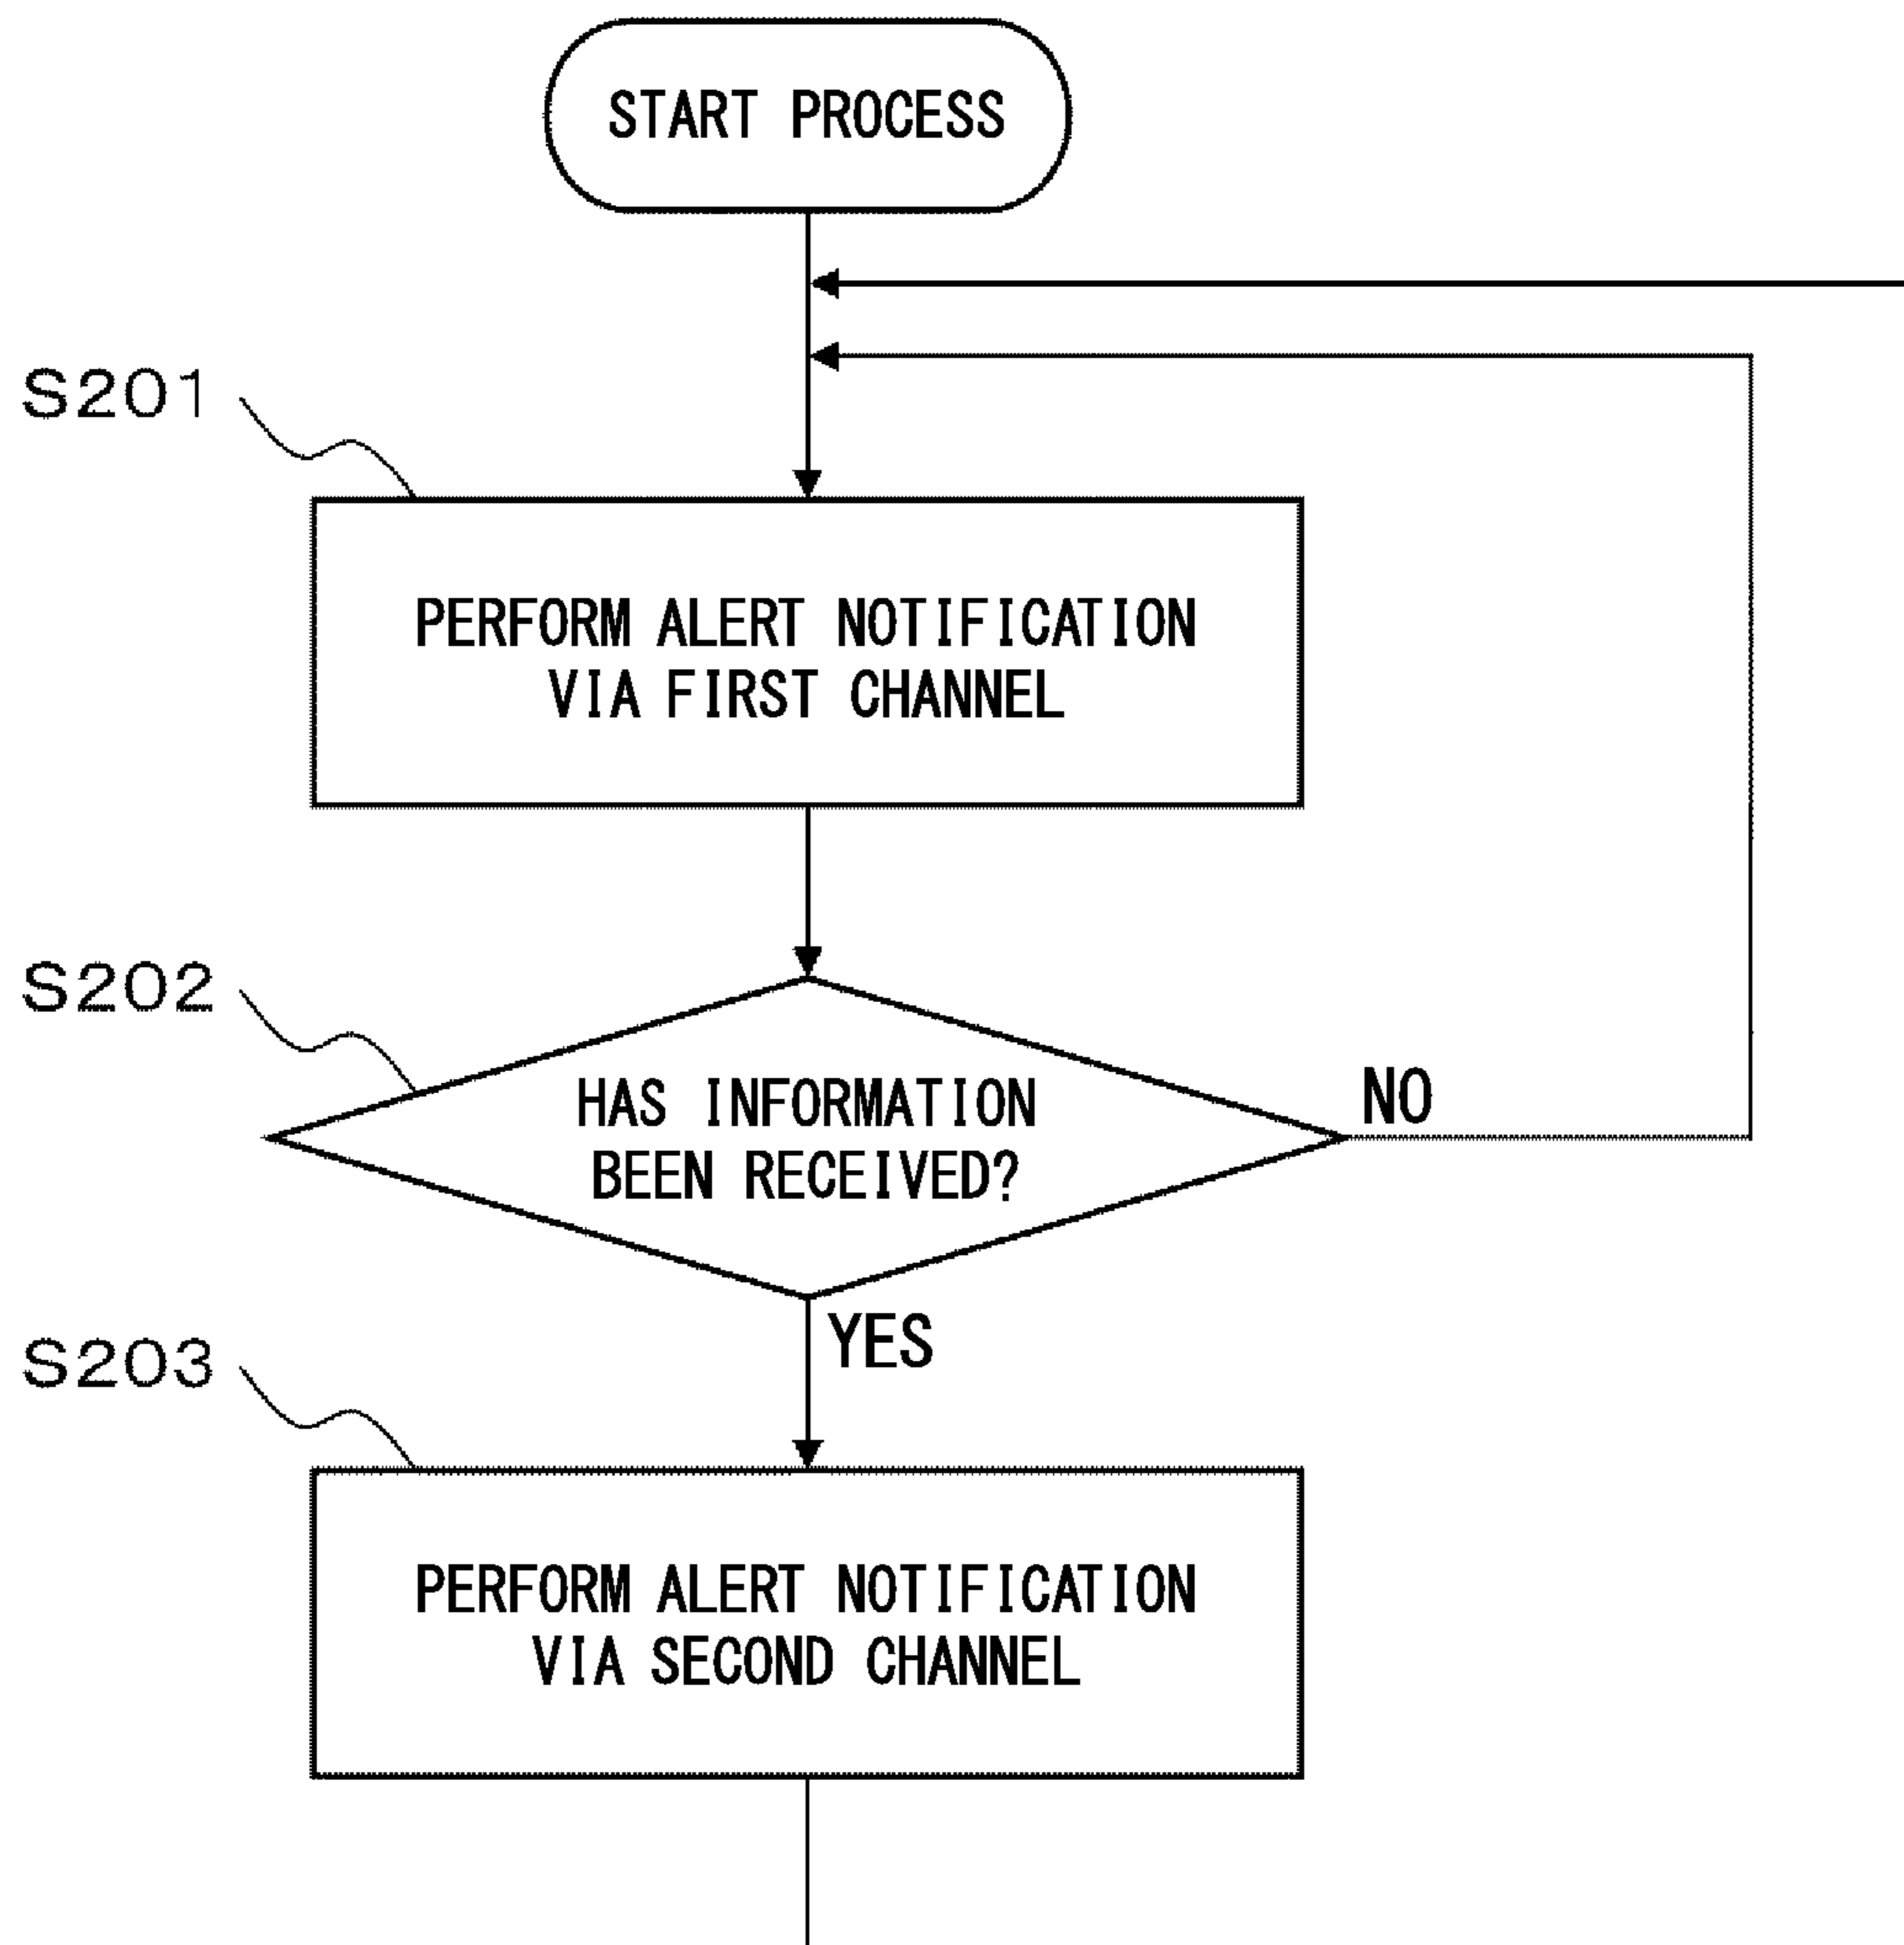 START PROCESS
S201
PERFORM ALERT NOTIFICATION
VIA FIRST CHANNEL
S202
HAS INFORMATION
BEEN RECEIVED?
NO
YES
S203
PERFORM ALERT NOTIFICATION
VIA SECOND CHANNEL